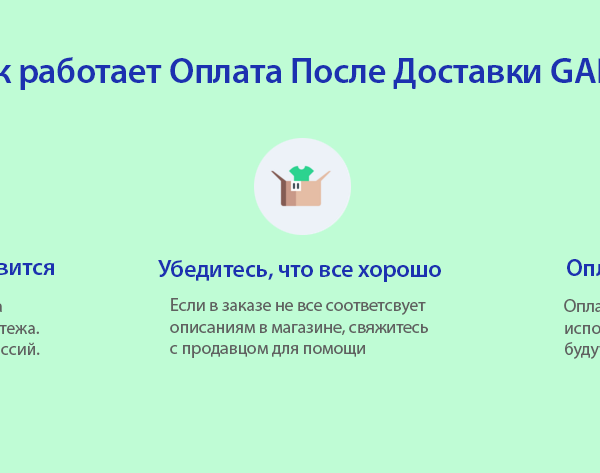 к работает Оплата После Доставки GA
вится
тежа.
ссий.
Убедитесь, что все хорошо
Если в заказе не все соответсвует
описаниям в магазине, свяжитесь
с продавцом для помощи
Опл
Опла
испо
буду